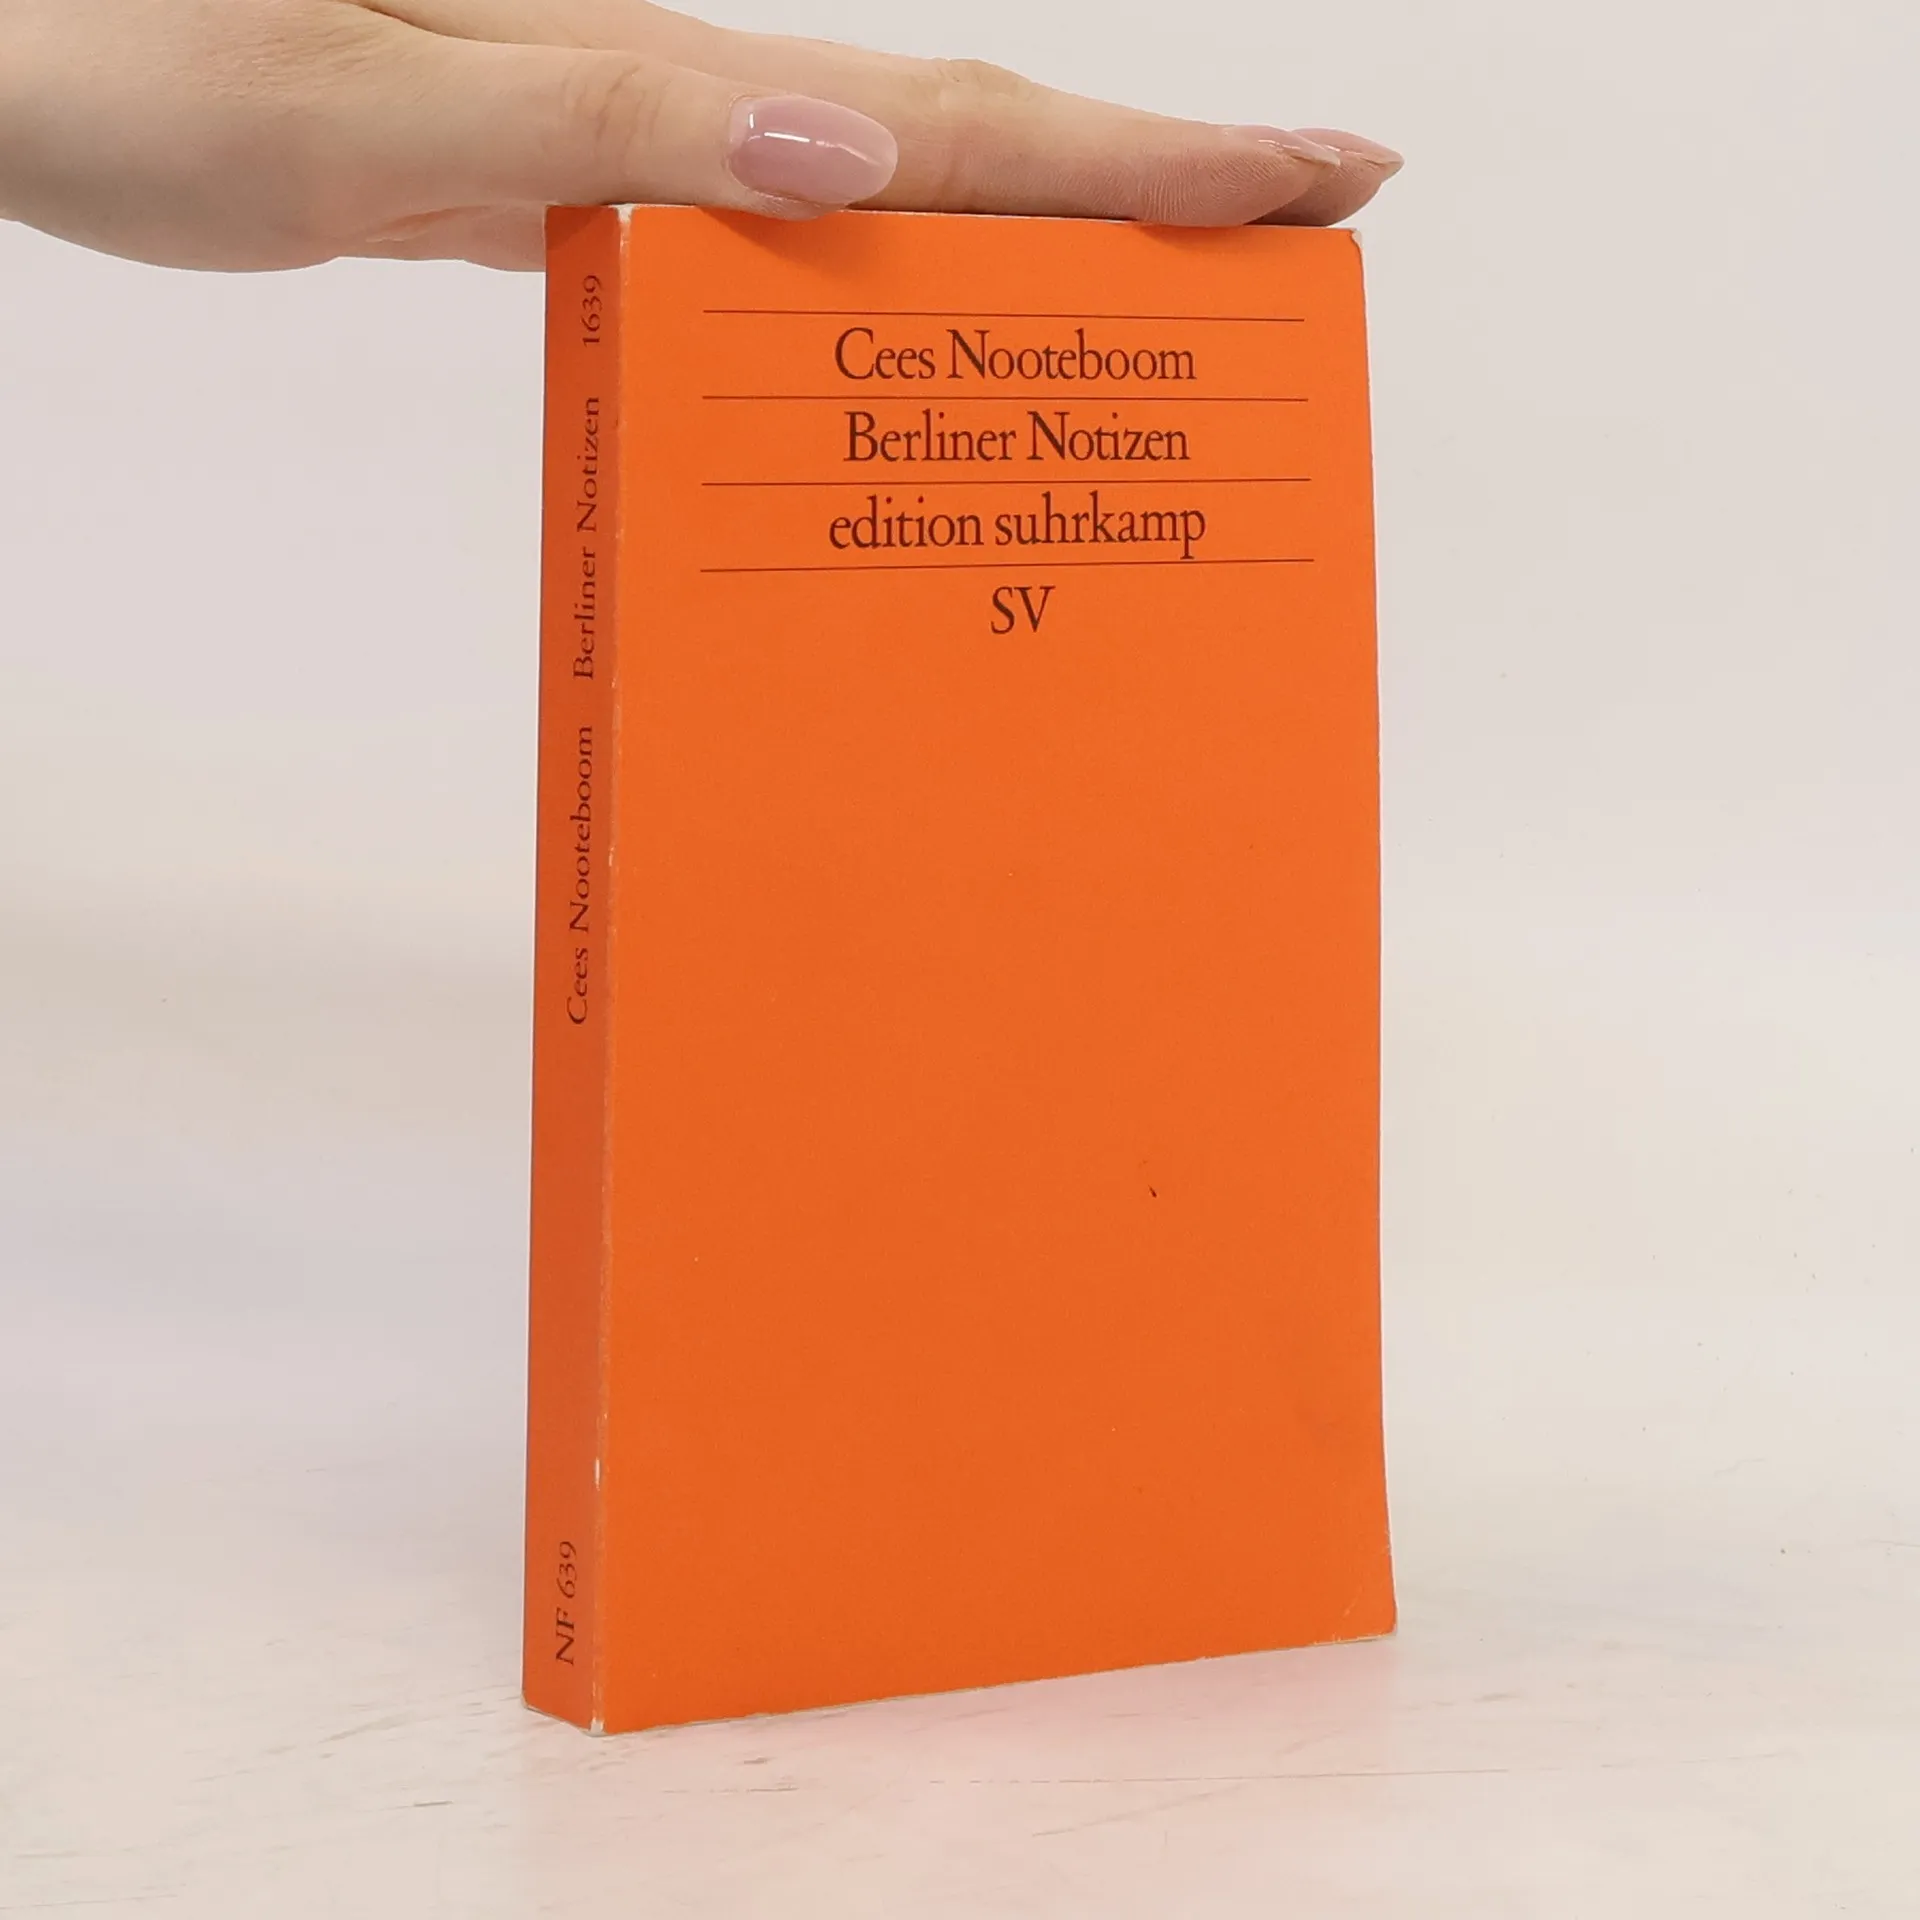 Cees Nooteboom
Berliner Notizen
edition suhrkamp
SV
Cees Nooteboom Berliner Notizen 1639
NF 639